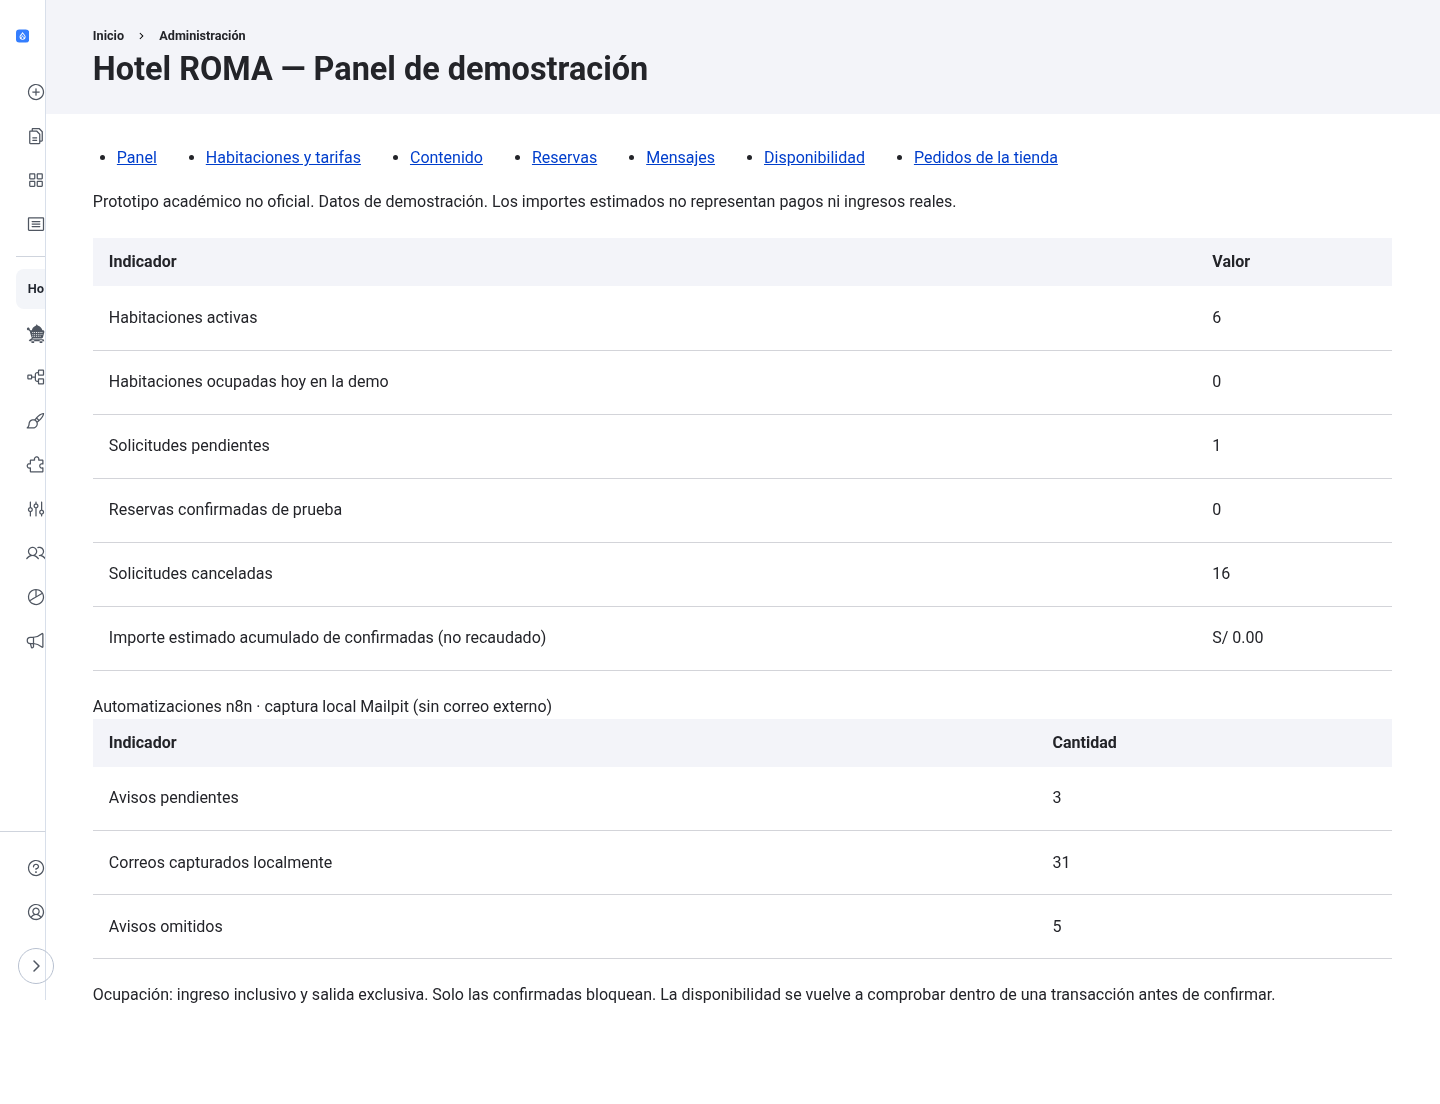 Inicio › Administración
Hotel ROMA — Panel de demostración
• Panel • Habitaciones y tarifas • Contenido • Reservas • Mensajes • Disponibilidad • Pedidos de la tienda
Prototipo académico no oficial. Datos de demostración. Los importes estimados no representan pagos ni ingresos reales.
Indicador Valor
Habitaciones activas 6
Ho
Habitaciones ocupadas hoy en la demo 0
Solicitudes pendientes 1
Reservas confirmadas de prueba 0
Solicitudes canceladas 16
Importe estimado acumulado de confirmadas (no recaudado) S/ 0.00
Automatizaciones n8n · captura local Mailpit (sin correo externo)
Indicador Cantidad
Avisos pendientes 3
Correos capturados localmente 31
Avisos omitidos 5
Ocupación: ingreso inclusivo y salida exclusiva. Solo las confirmadas bloquean. La disponibilidad se vuelve a comprobar dentro de una transacción antes de confirmar.